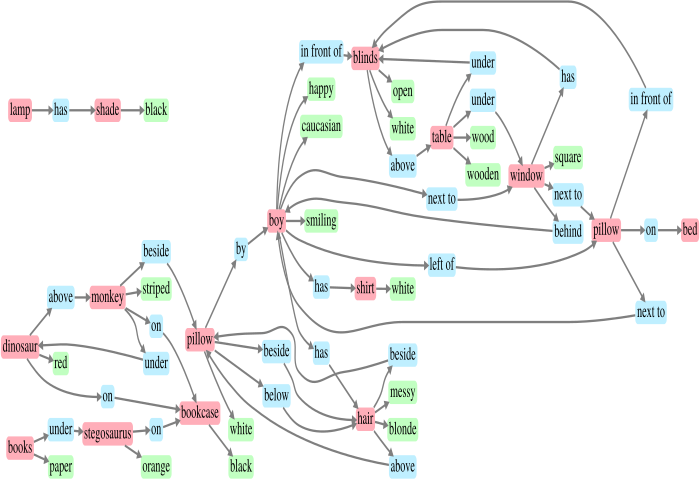 in front of
blinds
under
has
happy
open
under
in front of
lamp
has
shade
black
caucasian
white
table
wood
square
above
wooden
window
next to
next to
boy
smiling
behind
pillow
on
bed
by
beside
left of
has
shirt
white
above
monkey
striped
next to
on
pillow
dinosaur
red
under
beside
has
beside
on
below
messy
bookcase
hair
books
under
stegosaurus
on
white
blonde
paper
orange
black
above